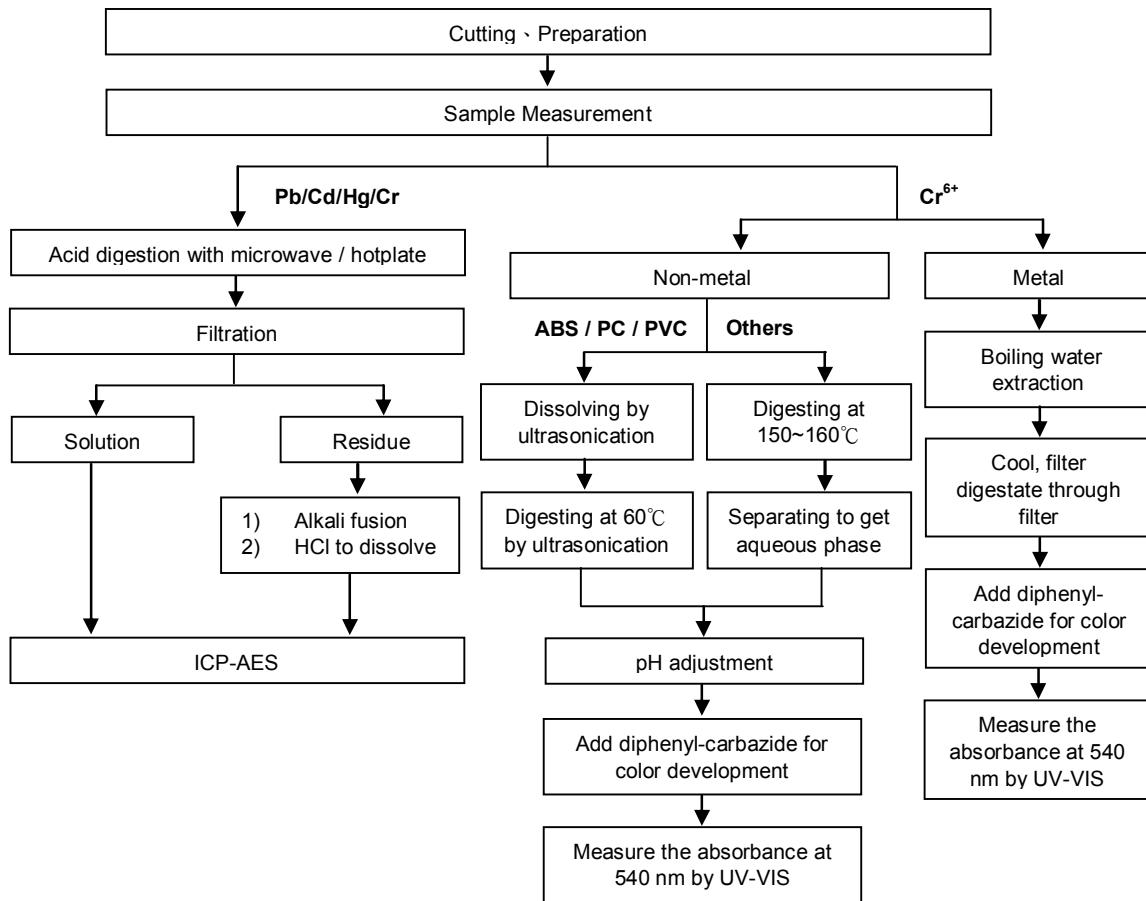 Cutting、Preparation
Sample Measurement
Pb/Cd/Hg/Cr
Acid digestion with microwave / hotplate
Filtration
Solution
Residue
1) Alkali fusion
2) HCl to dissolve
ICP-AES
Cr6+
Non-metal
ABS / PC / PVC
Others
Dissolving by
ultrasonication
Digesting at 60℃
by ultrasonication
Digesting at
150~160℃
Separating to get
aqueous phase
pH adjustment
Add diphenyl-carbazide for
color development
Measure the absorbance at
540 nm by UV-VIS
Metal
Boiling water
extraction
Cool, filter
digestate through
filter
Add diphenyl-
carbazide for color
development
Measure the
absorbance at 540
nm by UV-VIS